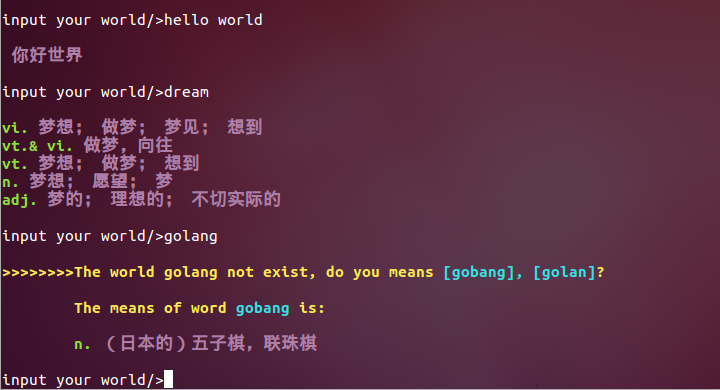 input your world/>hello world
你好世界
input your world/>dream
vi. 梦想； 做梦； 梦见； 想到
vt.& vi. 做梦，向往
vt. 梦想； 做梦； 想到
n. 梦想； 愿望； 梦
adj. 梦的； 理想的； 不切实际的
input your world/>golang
>>>>>>>>The world golang not exist, do you means [gobang], [golan]?
The means of word gobang is:
n. （日本的）五子棋，联珠棋
input your world/>